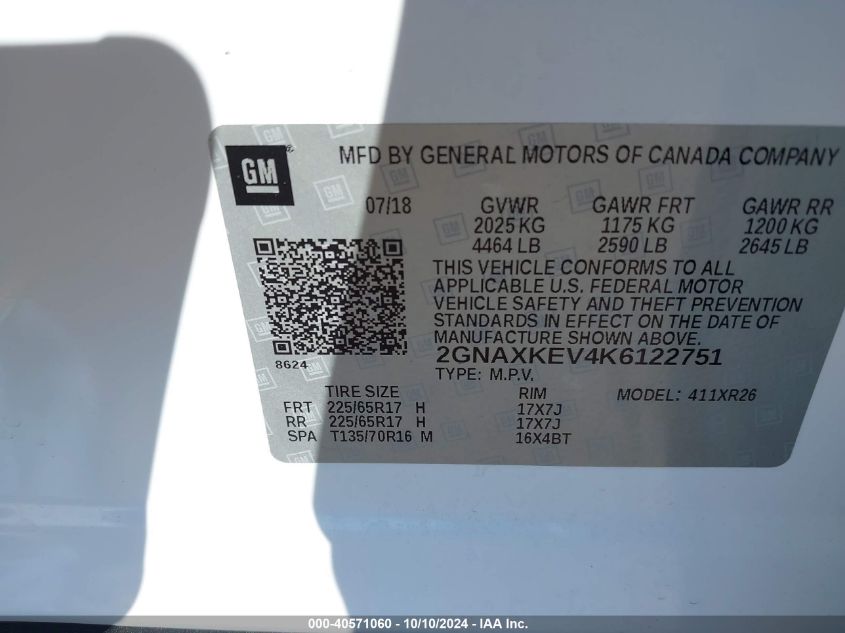 GM ®
MFD BY GENERAL MOTORS OF CANADA COMPANY
07/18 GVWR GAWR FRT GAWR RR
2025 KG 1175 KG 1200 KG
4464 LB 2590 LB 2645 LB
THIS VEHICLE CONFORMS TO ALL
APPLICABLE U.S. FEDERAL MOTOR
VEHICLE SAFETY AND THEFT PREVENTION
STANDARDS IN EFFECT ON THE DATE OF
MANUFACTURE SHOWN ABOVE.
8624 2GNAXKEV4K6122751
TYPE: M.P.V.
TIRE SIZE RIM MODEL: 411XR26
FRT 225/65R17 H 17X7J
RR 225/65R17 H 17X7J
SPA T135/70R16 M 16X4BT
000-40571060 - 10/10/2024 - IAA Inc.